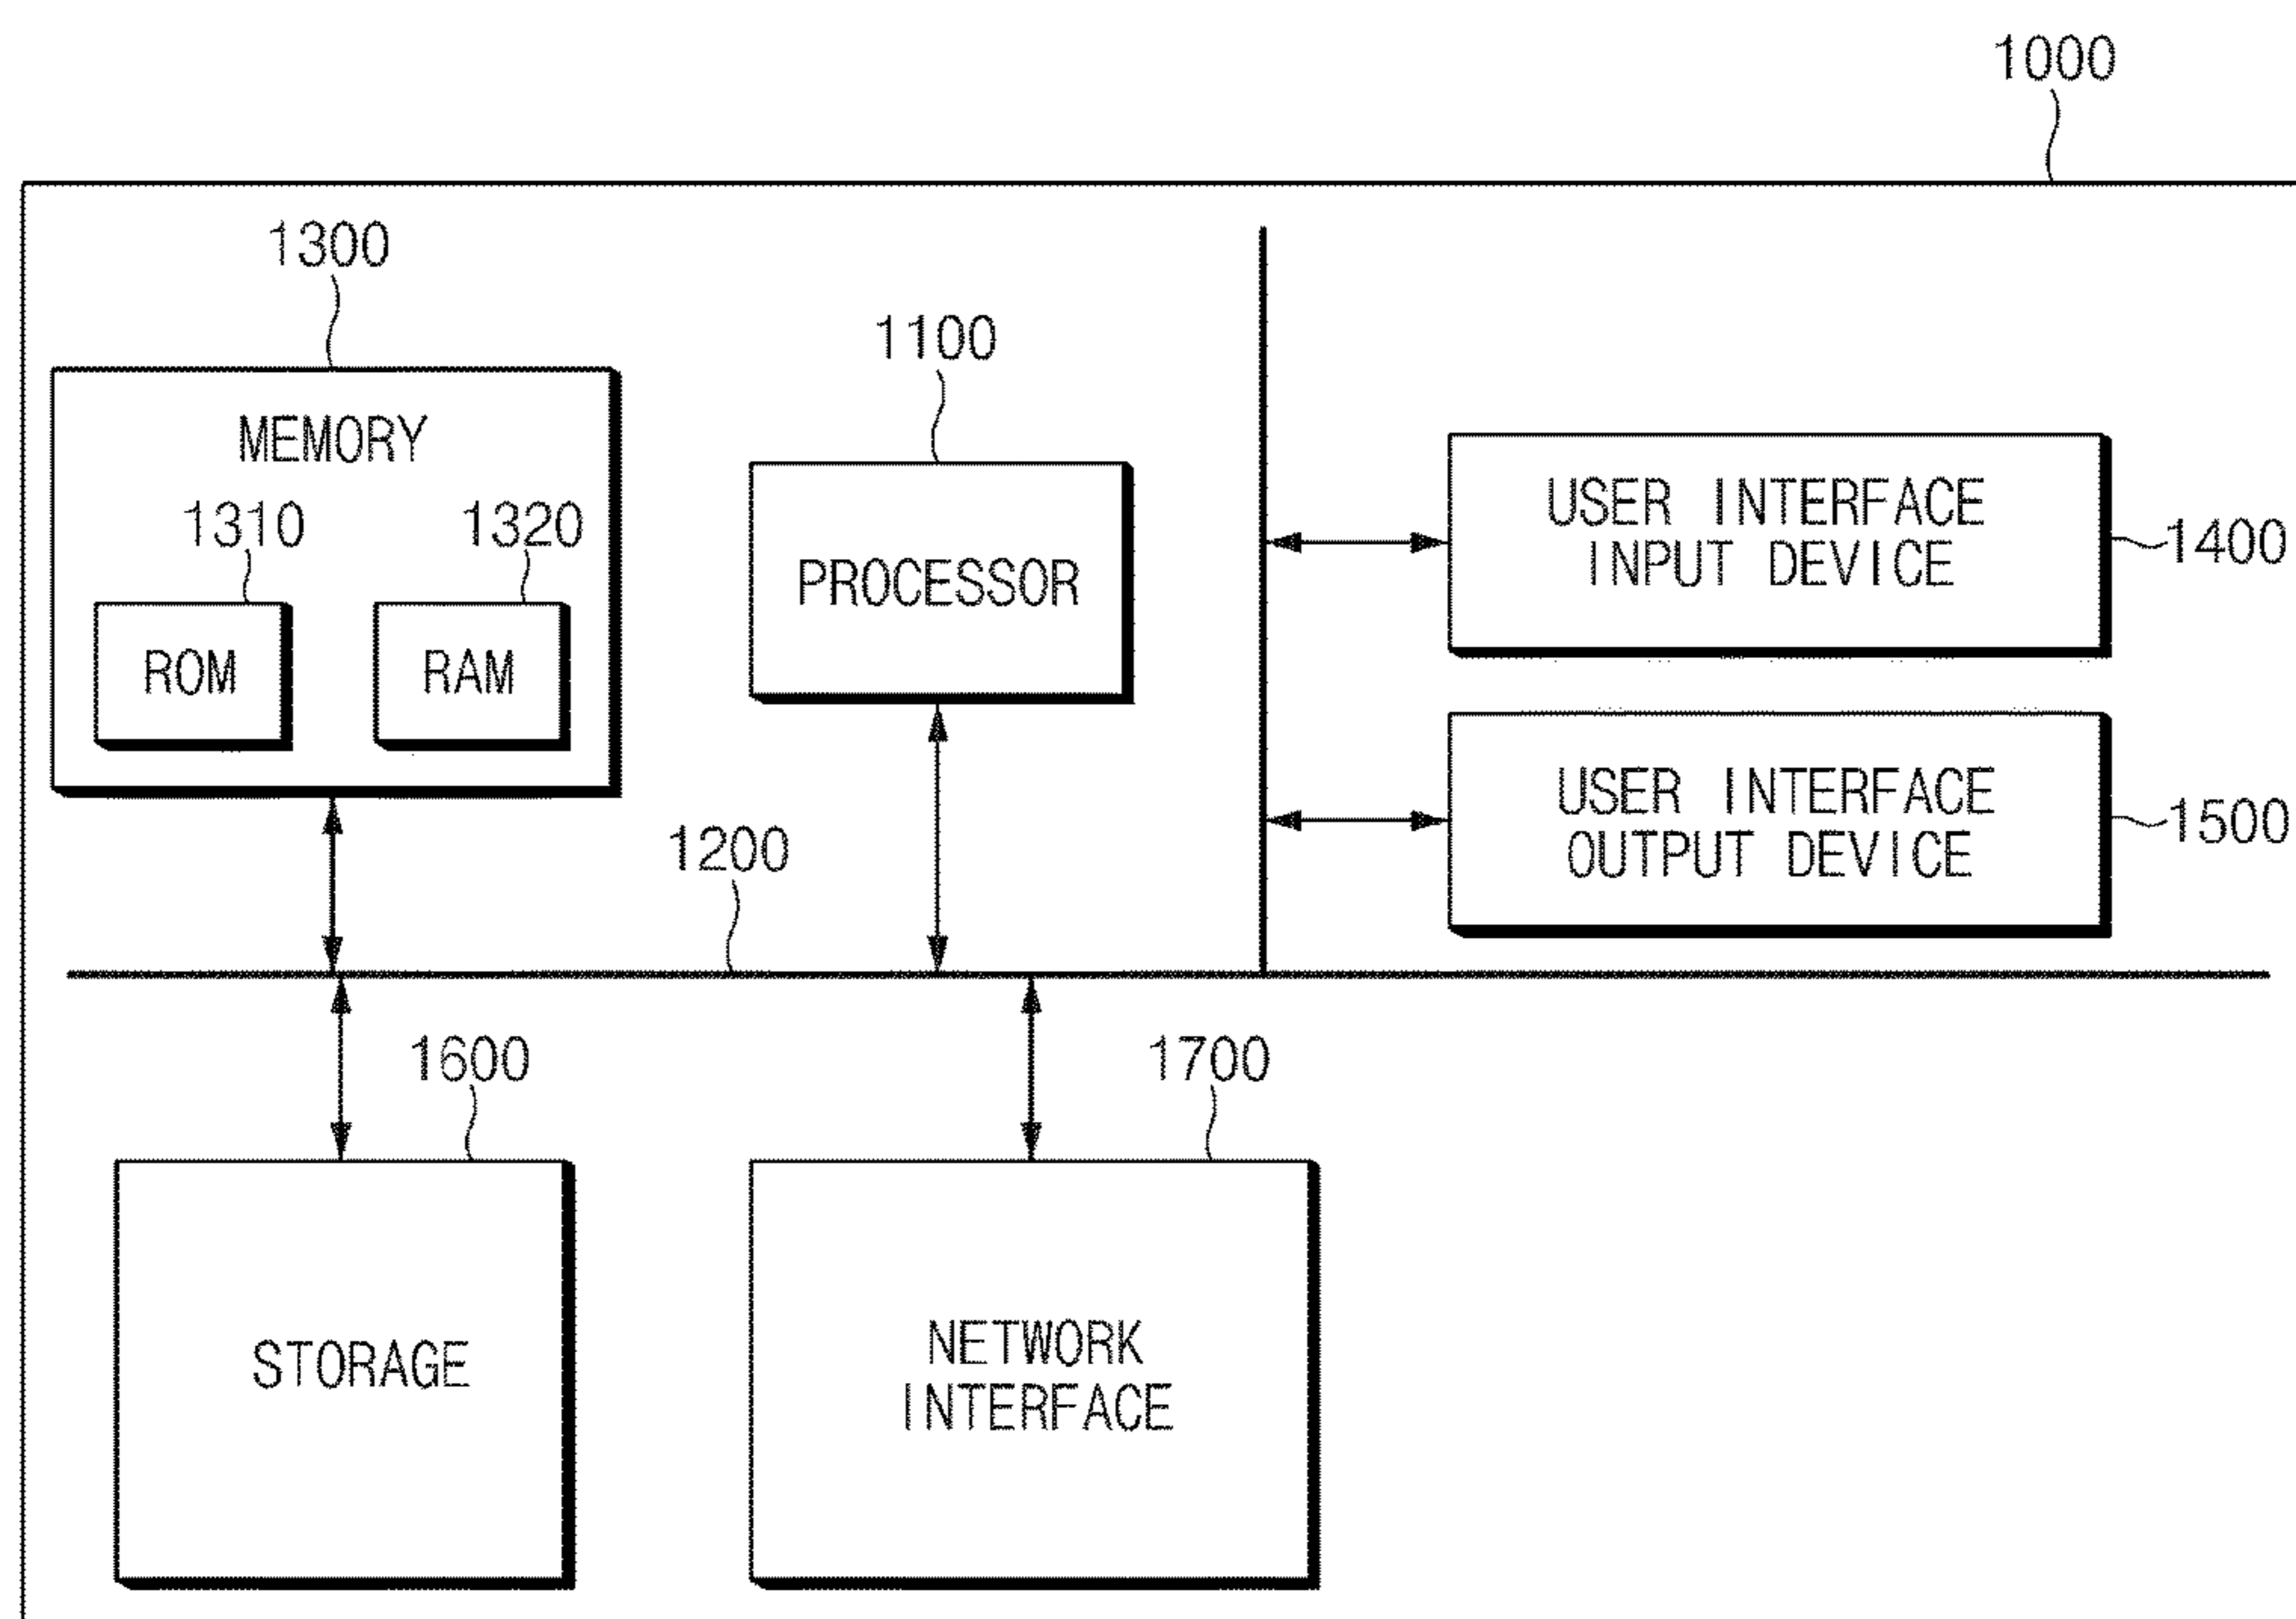 1000
1300
1100
MEMORY
USER INTERFACE
INPUT DEVICE
1400
1310
1320
PROCESSOR
ROM
RAM
USER INTERFACE
OUTPUT DEVICE
1500
1200
1600
1700
STORAGE
NETWORK
INTERFACE